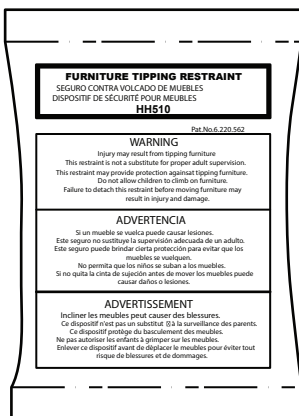 FURNITURE TIPPING RESTRAINT
SEGURO CONTRA VOLCADO DE MUEBLES
DISPOSITIF DE SÉCURITÉ POUR MEUBLES
HH510
Pat.No.6.220.562
WARNING
Injury may result from tipping furniture
This restraint is not a substitute for proper adult supervision.
This restraint may provide protection againsat tipping furniture.
Do not allow children to climb on furniture.
Failure to detach this restraint before moving furniture may
result in injury and damage.
ADVERTENCIA
Si un mueble se vuelca puede causar lesiones.
Este seguro no sustituye la supervisión adecuada de un adulto.
Este seguro puede brindar cierta protección para evitar que los
muebles se vuelquen.
No permita que los niños se suban a los muebles.
Si no quita la cinta de sujeción antes de mover los muebles puede
causar daños o lesiones.
ADVERTISSEMENT
Incliner les meubles peut causer des blessures.
Ce dispositif n'est pas un substitut à la surveillance des parents.
Ce dispositif protège du basculement des meubles.
Ne pas autoriser les enfants à grimper sur les meubles.
Enlever ce dispositif avant de déplacer le meubles pour éviter tout
risque de blessures et de dommages.